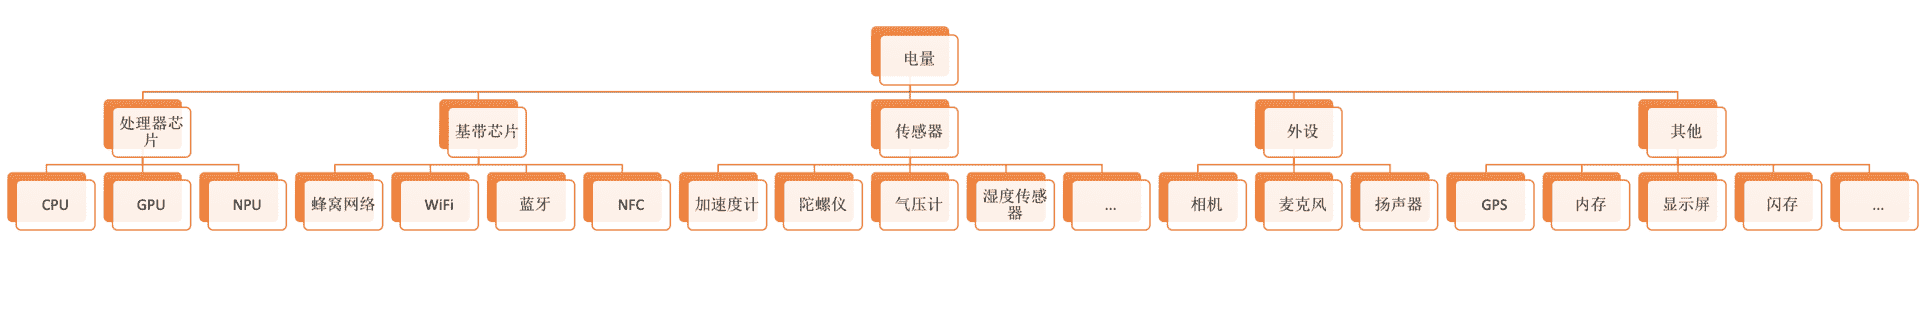 电量
处理器芯
片
基带芯片
传感器
外设
其他
CPU
GPU
NPU
蜂窝网络
WiFi
蓝牙
NFC
加速度计
陀螺仪
气压计
湿度传感
器
...
相机
麦克风
扬声器
GPS
内存
显示屏
闪存
...